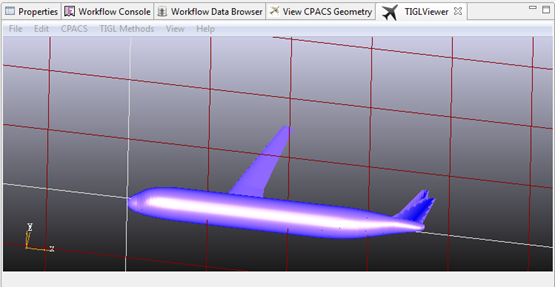 Properties Workflow Console Workflow Data Browser View CPACS Geometry TIGLViewer
File Edit CPACS TIGL Methods View Help
Y
x